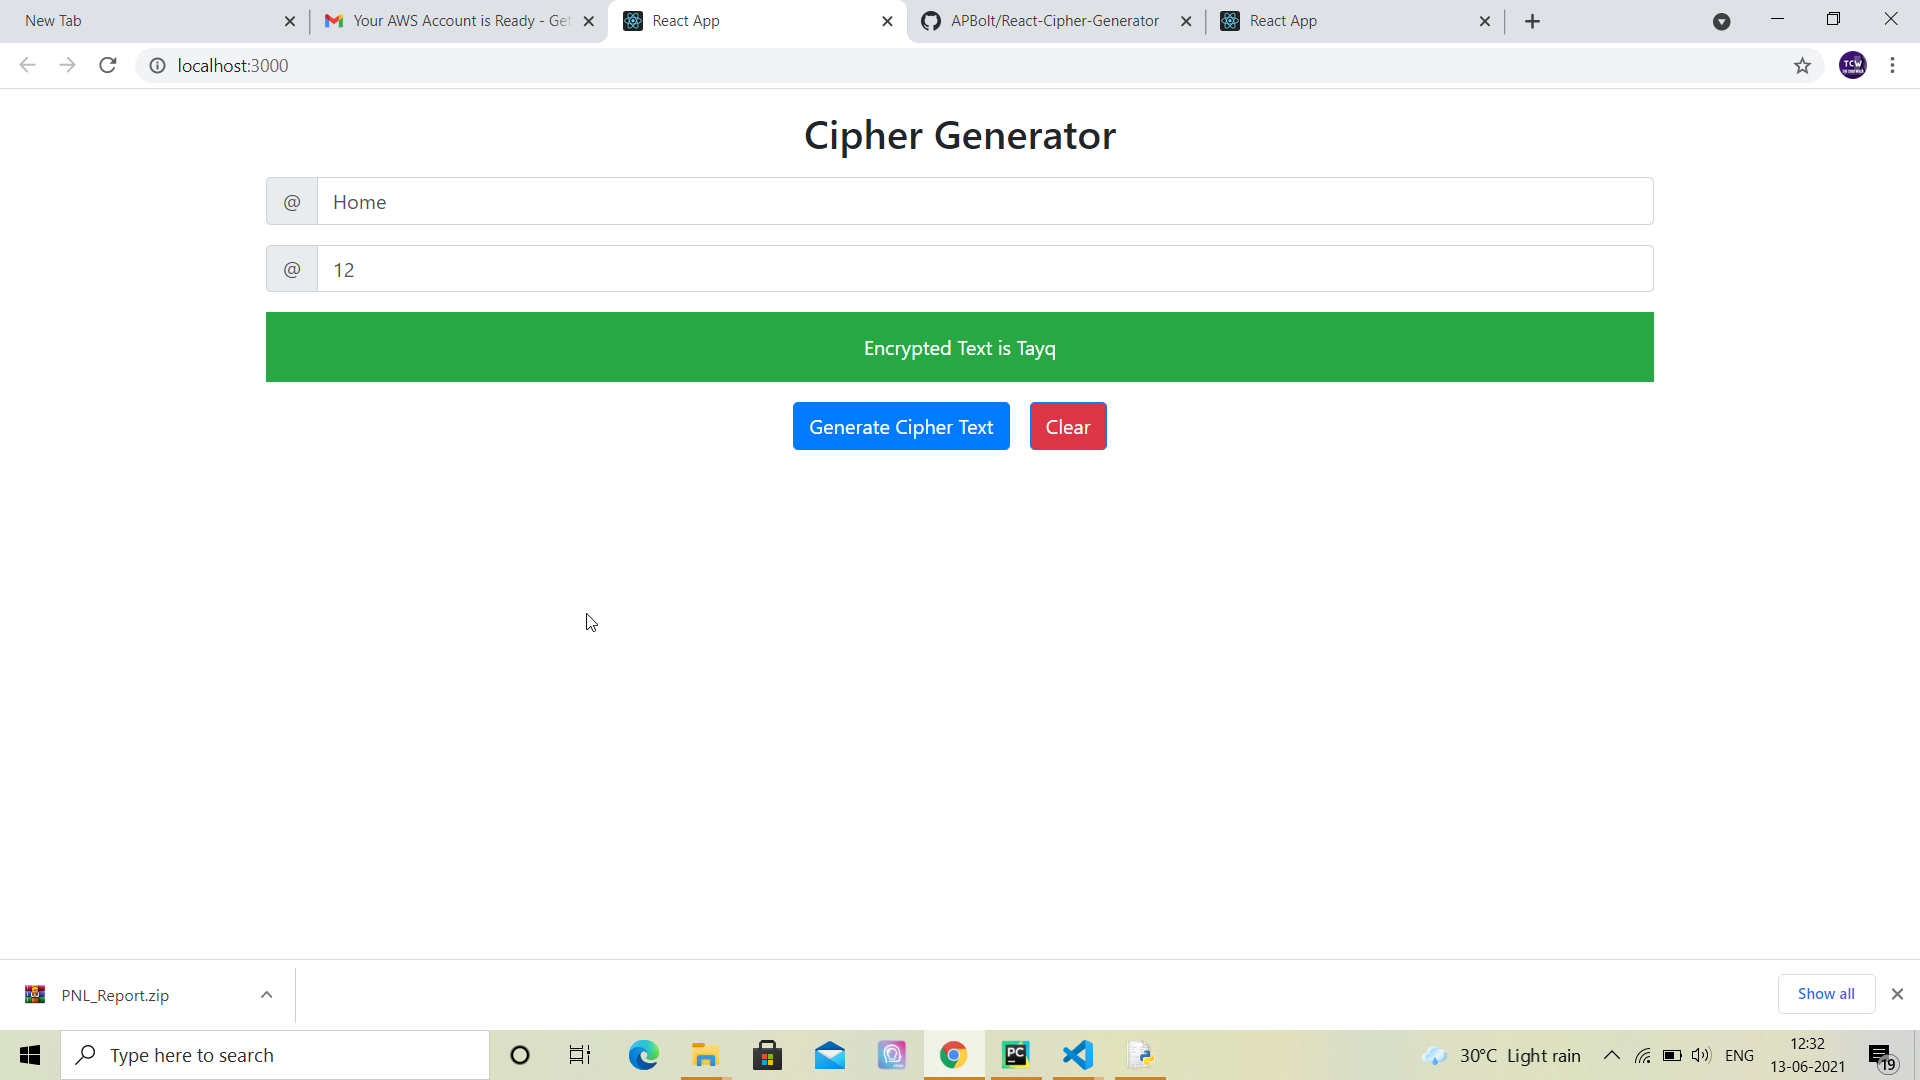 New Tab
Your AWS Account is Ready - Get
React App
APBolt/React-Cipher-Generator
React App
localhost:3000
TCW
Cipher Generator
@ Home
@ 12
Encrypted Text is Tayq
Generate Cipher Text
Clear
PNL_Report.zip
Show all
Type here to search
PC
30°C Light rain
ENG
12:32
13-06-2021
19